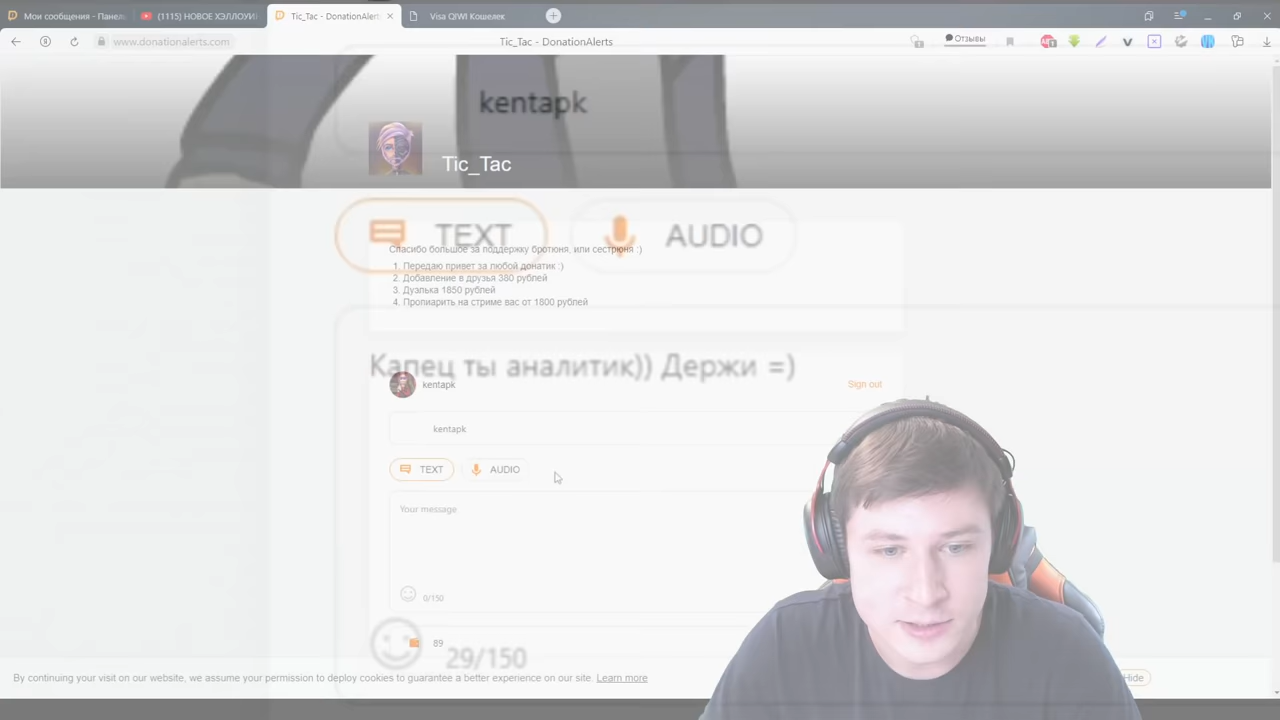 Мои сообщения - Панель
(1115) НОВОЕ ХЭЛЛОУИ
Tic_Tac - DonationAlert
Visa QIWI Кошелек
www.donationalerts.com
Tic_Tac - DonationAlerts
Отзывы
kentapk
Tic_Tac
TEXT
AUDIO
Спасибо большое за поддержку бротюня, или сестрюня :)
1. Передаю привет за любой донатик :)
2. Добавление в друзья 380 рублей
3. Дуэлька 1850 рублей
4. Пропиарить на стриме вас от 1800 рублей
Капец ты аналитик)) Держи =)
kentapk
Sign out
kentapk
TEXT
AUDIO
Your message
0/150
89
29/150
By continuing your visit on our website, we assume your permission to deploy cookies to guarantee a better experience on our site. Learn more
Hide